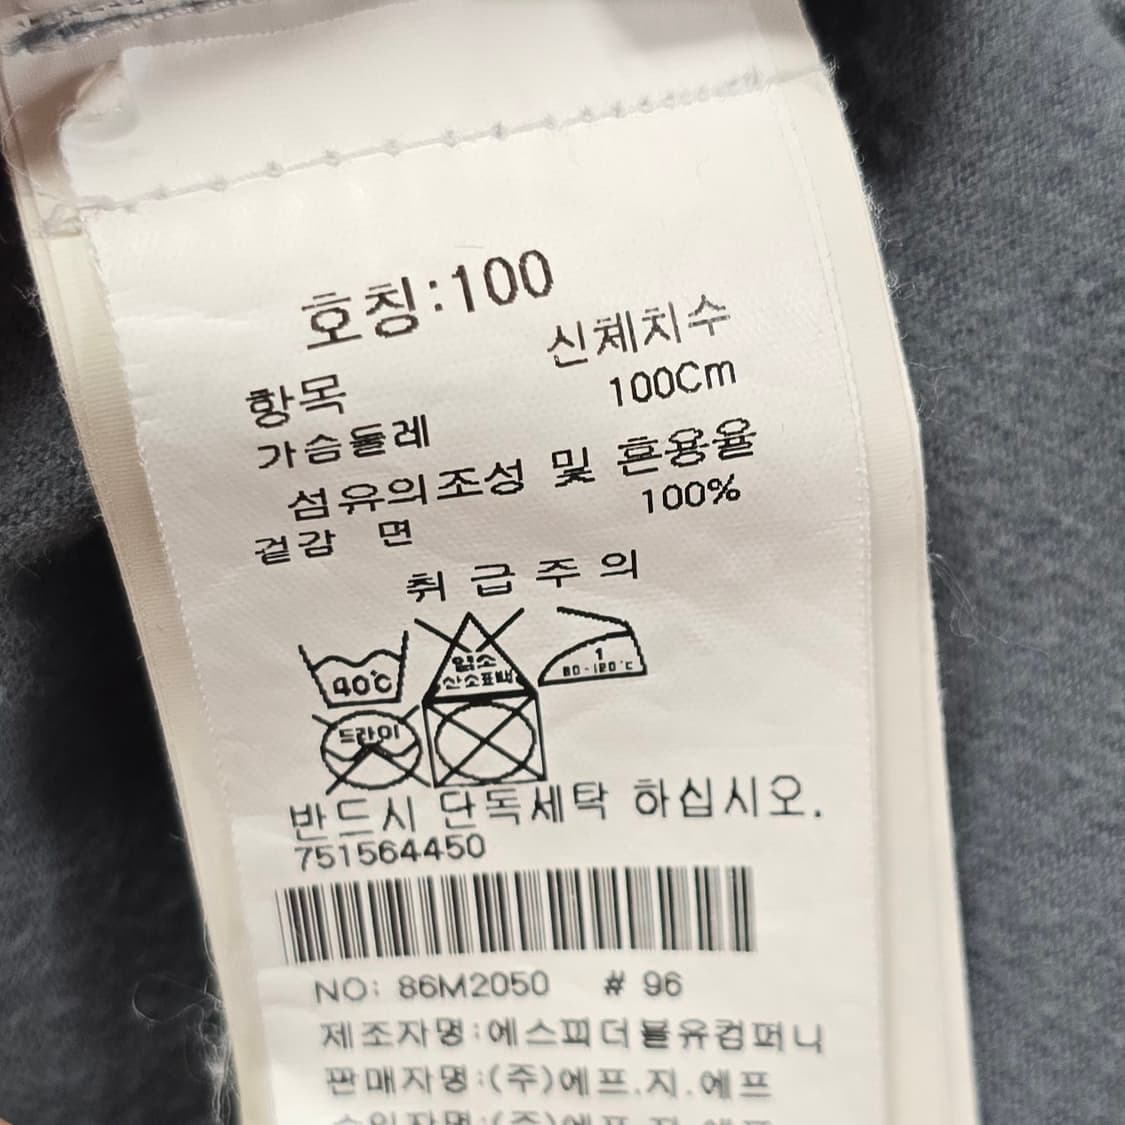 호칭:100
항목 신체치수
가슴둘레 100Cm
섬유의조성 및 혼용율
겉감 면 100%
취급주의
40℃
염소
산소표백
1
80-120℃
드라이
반드시 단독세탁 하십시오.
751564450
NO: 86M2050 # 96
제조자명:에스피더블유컴퍼니
판매자명:(주)에프.지.에프